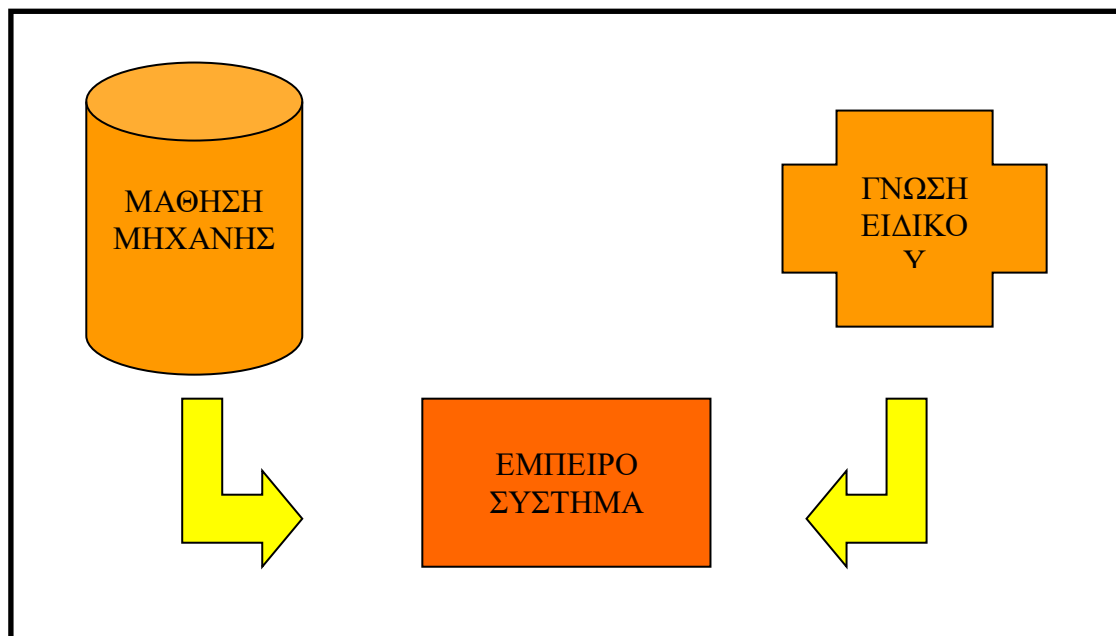 ΜΑΘΗΣΗ
ΜΗΧΑΝΗΣ
ΓΝΩΣΗ
ΕΙΔΙΚΟ
Υ
ΕΜΠΕΙΡΟ
ΣΥΣΤΗΜΑ